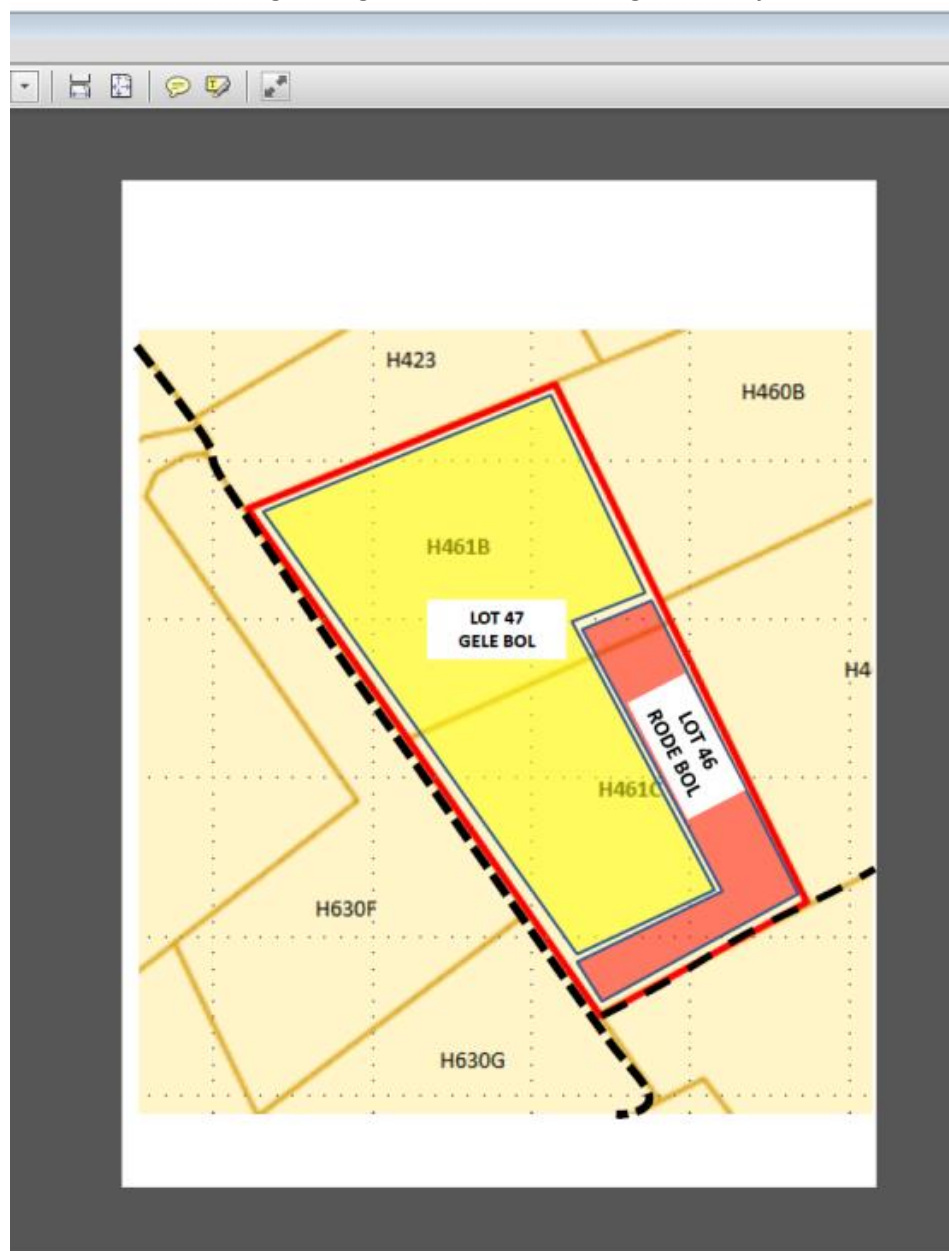 H423
H460B
H461B
LOT 47
GELE BOL
H4
LOT 46
RODE BOL
H461C
H630F
H630G